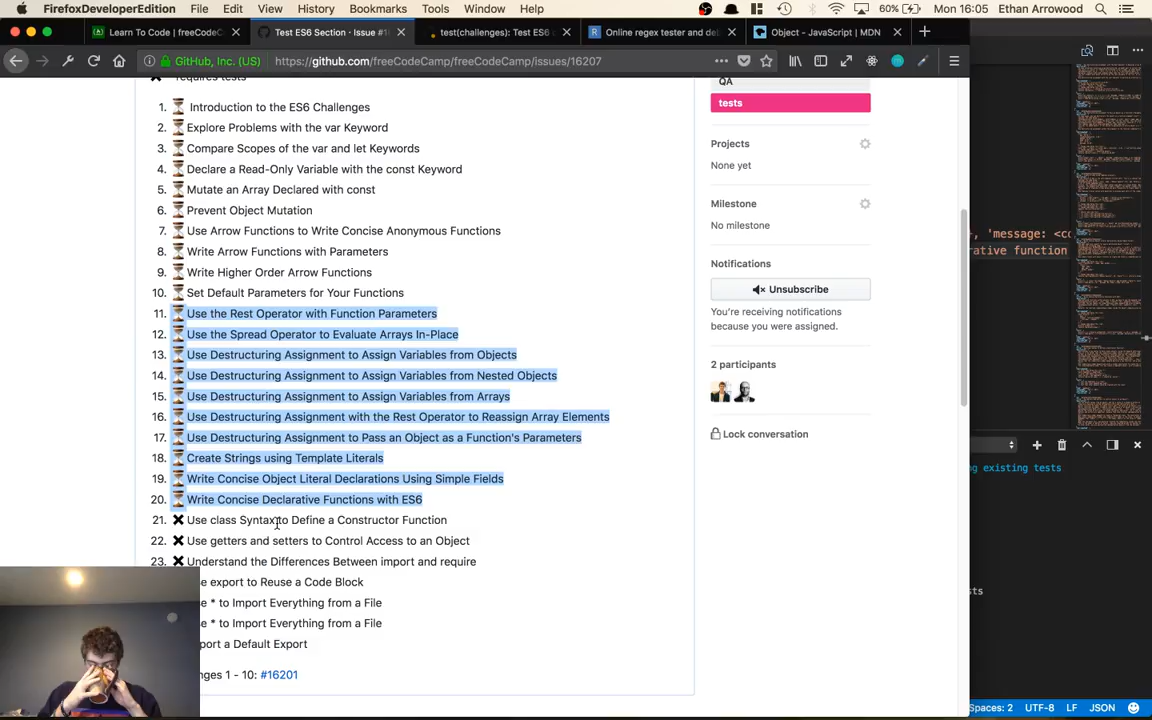 FirefoxDeveloperEdition File Edit View History Bookmarks Tools Window Help 60% Mon 16:05 Ethan Arrowood
Learn To Code | freeCodeC Test ES6 Section · Issue #1 test(challenges): Test ES6 Online regex tester and de Object - JavaScript | MDN
GitHub, Inc. (US) https://github.com/freeCodeCamp/freeCodeCamp/issues/16207
requires tests
QA
tests
1. Introduction to the ES6 Challenges
2. Explore Problems with the var Keyword
3. Compare Scopes of the var and let Keywords
4. Declare a Read-Only Variable with the const Keyword
5. Mutate an Array Declared with const
6. Prevent Object Mutation
7. Use Arrow Functions to Write Concise Anonymous Functions
8. Write Arrow Functions with Parameters
9. Write Higher Order Arrow Functions
10. Set Default Parameters for Your Functions
11. Use the Rest Operator with Function Parameters
12. Use the Spread Operator to Evaluate Arrays In-Place
13. Use Destructuring Assignment to Assign Variables from Objects
14. Use Destructuring Assignment to Assign Variables from Nested Objects
15. Use Destructuring Assignment to Assign Variables from Arrays
16. Use Destructuring Assignment with the Rest Operator to Reassign Array Elements
17. Use Destructuring Assignment to Pass an Object as a Function's Parameters
18. Create Strings using Template Literals
19. Write Concise Object Literal Declarations Using Simple Fields
20. Write Concise Declarative Functions with ES6
21. Use class Syntax to Define a Constructor Function
22. Use getters and setters to Control Access to an Object
23. Understand the Differences Between import and require
e export to Reuse a Code Block
e * to Import Everything from a File
e * to Import Everything from a File
port a Default Export
nges 1 - 10: #16201
Projects
None yet
Milestone
No milestone
Notifications
Unsubscribe
You're receiving notifications
because you were assigned.
2 participants
Lock conversation
}, 'message: <co
rative function
ng existing tests
sts
Spaces: 2 UTF-8 LF JSON